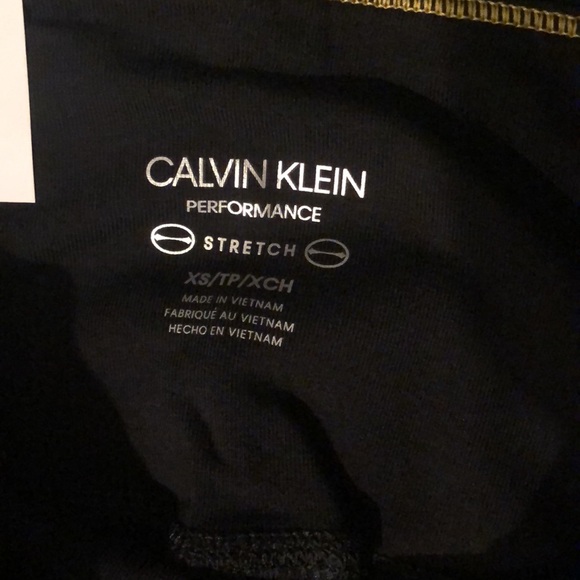 CALVIN KLEIN
PERFORMANCE
STRETCH
XS/TP/XCH
MADE IN VIETNAM
FABRIQUÉ AU VIETNAM
HECHO EN VIETNAM